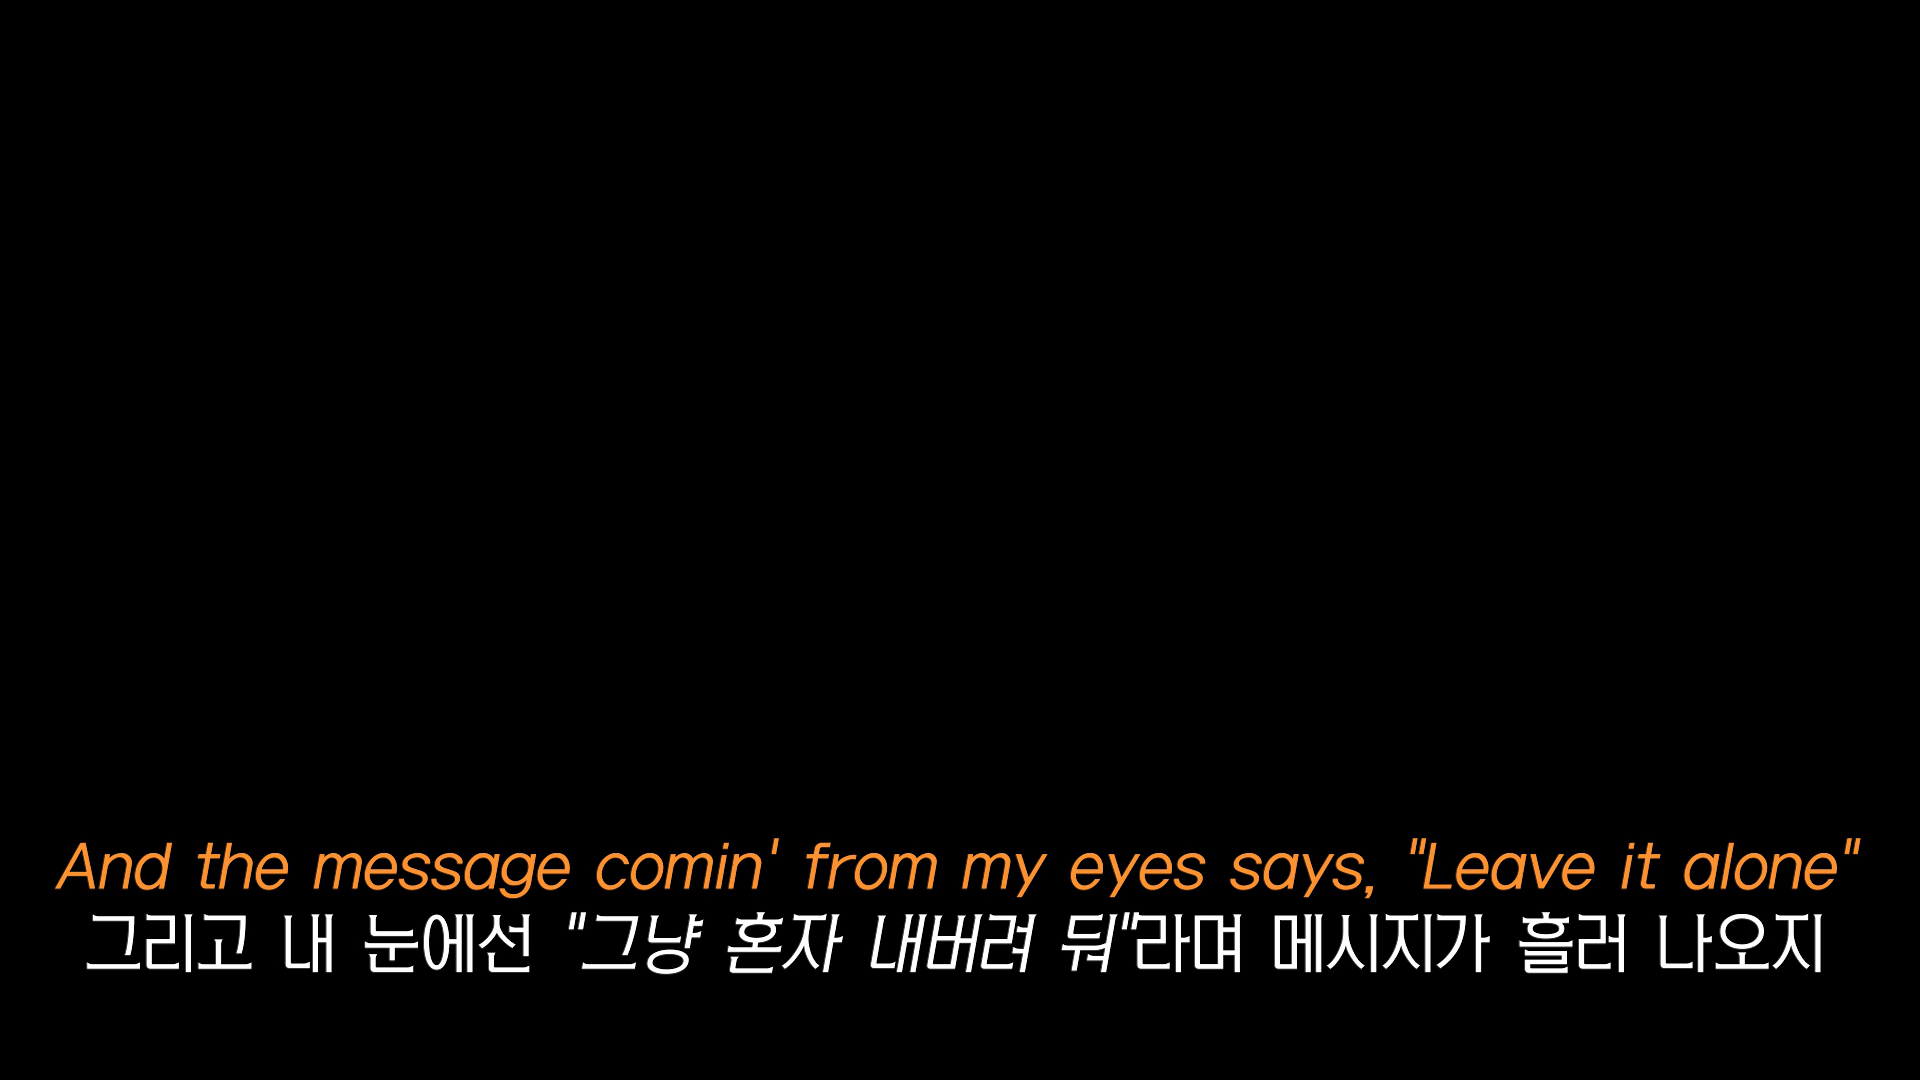 And the message comin' from my eyes says, "Leave it alone"
그리고 내 눈에선 "그냥 혼자 내버려 둬"라며 메시지가 흘러 나오지